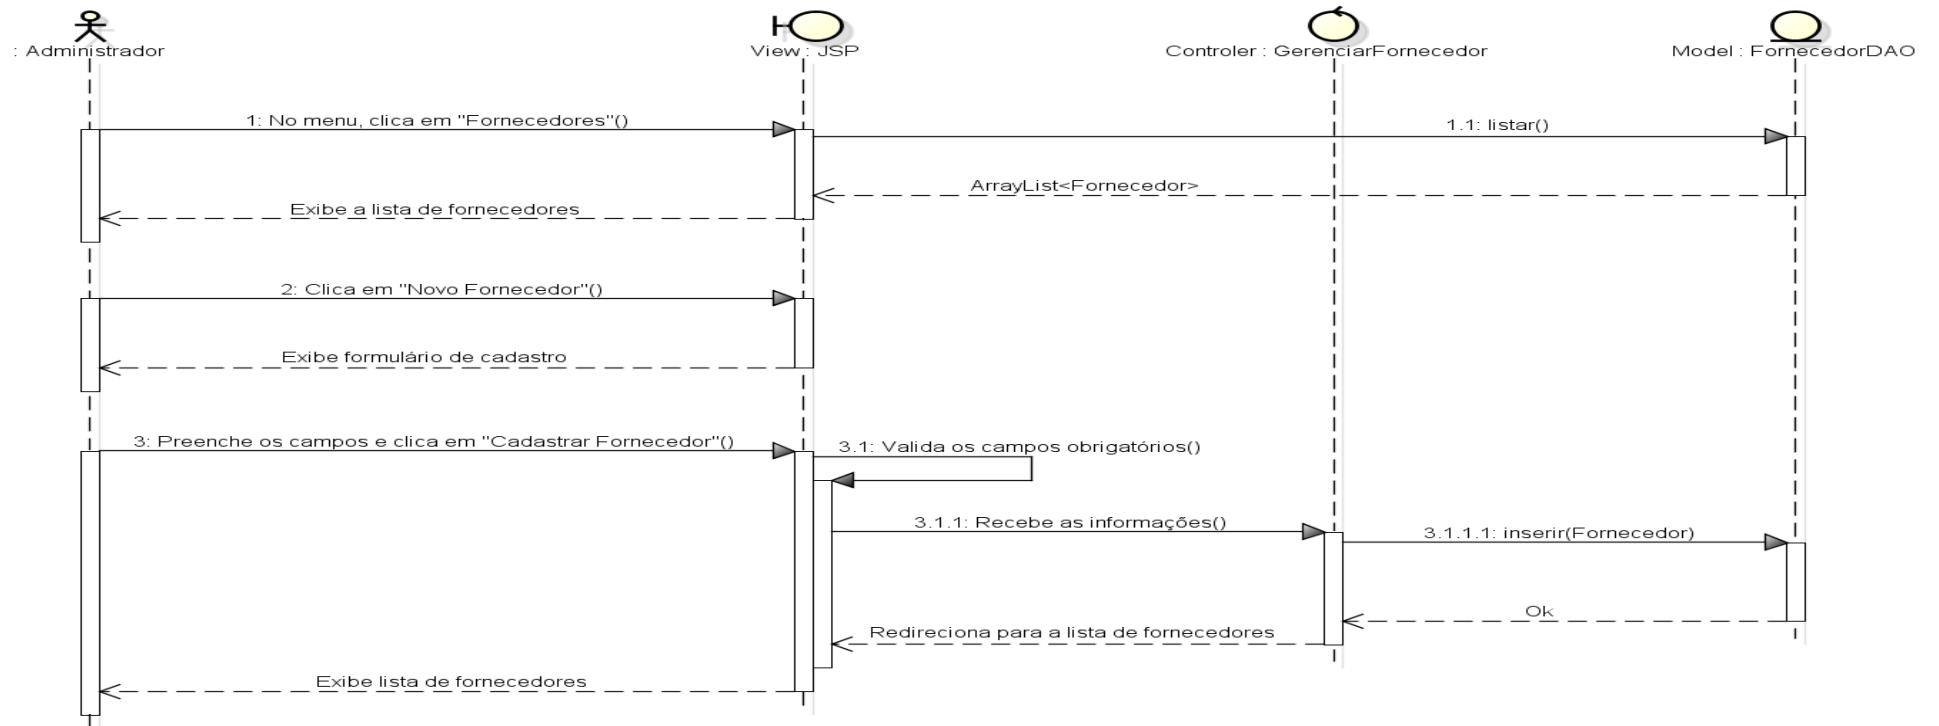 : Administrador
View : JSP
Controler : GerenciarFornecedor
Model : FornecedorDAO
1: No menu, clica em "Fornecedores"()
1.1: listar()
ArrayList<Fornecedor>
Exibe a lista de fornecedores
2: Clica em "Novo Fornecedor"()
Exibe formulário de cadastro
3: Preenche os campos e clica em "Cadastrar Fornecedor"()
3.1: Valida os campos obrigatórios()
3.1.1: Recebe as informações()
3.1.1.1: inserir(Fornecedor)
Ok
Redireciona para a lista de fornecedores
Exibe lista de fornecedores